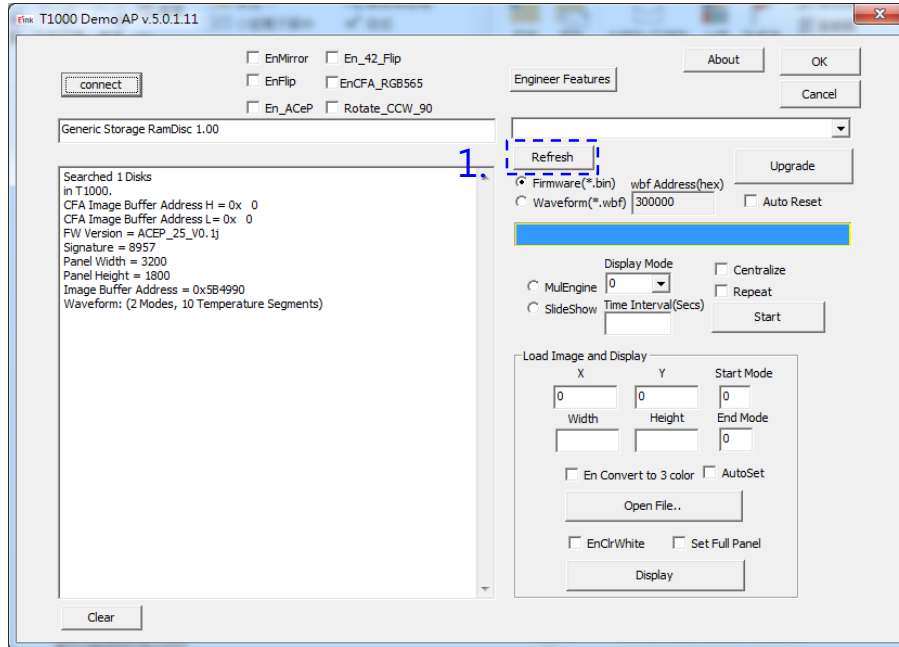 Eink T1000 Demo AP v.5.0.1.11
connect
EnMirror
En_42_Flip
EnFlip
EnCFA_RGB565
En_ACeP
Rotate_CCW_90
Engineer Features
About
OK
Cancel
Generic Storage RamDisc 1.00
1.
Refresh
Upgrade
Firmware(*.bin)
wbf Address(hex)
Waveform(*.wbf)
300000
Auto Reset
Searched 1 Disks
in T1000.
CFA Image Buffer Address H = 0x 0
CFA Image Buffer Address L= 0x 0
FW Version = ACEP_25_V0.1j
Signature = 8957
Panel Width = 3200
Panel Height = 1800
Image Buffer Address = 0x5B4990
Waveform: (2 Modes, 10 Temperature Segments)
Display Mode
MulEngine
0
Centralize
Repeat
SlideShow
Time Interval(Secs)
Start
Load Image and Display
X
Y
Start Mode
0
0
0
Width
Height
End Mode
0
En Convert to 3 color
AutoSet
Open File..
EnClrWhite
Set Full Panel
Display
Clear